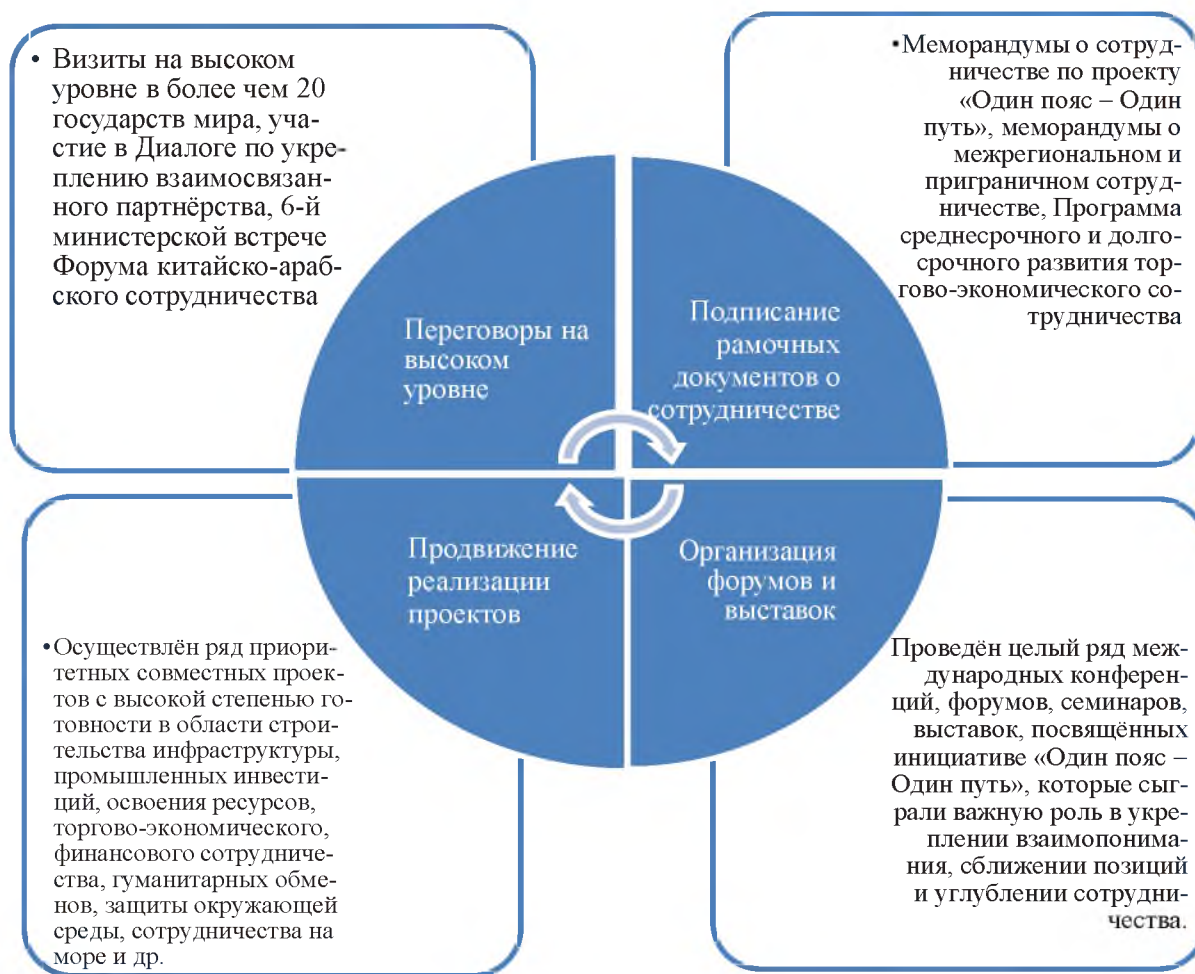 • Визиты на высоком
уровне в более чем 20
государств мира, уча-
стие в Диалоге по укре-
плению взаимосвязан-
ного партнёрства, 6-й
министерской встрече
Форума китайско-араб-
ского сотрудничества
•Меморандумы о сотруд-
ничестве по проекту
«Один пояс – Один
путь», меморандумы о
межрегиональном и
приграничном сотруд-
ничестве, Программа
среднесрочного и долго-
срочного развития тор-
гово-экономического со-
трудничества
Переговоры на
высоком
уровне
Подписание
рамочных
документов о
сотрудничестве
Продвижение
реализации
проектов
Организация
форумов и
выставок
•Осуществлён ряд приори-
тетных совместных проек-
тов с высокой степенью го-
товности в области строи-
тельства инфраструктуры,
промышленных инвести-
ций, освоения ресурсов,
торгово-экономического,
финансового сотрудниче-
ства, гуманитарных обме-
нов, защиты окружающей
среды, сотрудничества на
море и др.
Проведён целый ряд меж-
дународных конферен-
ций, форумов, семинаров,
выставок, посвящённых
инициативе «Один пояс –
Один путь», которые сыг-
рали важную роль в укре-
плении взаимопонима-
ния, сближении позиций
и углублении сотрудни-
чества.